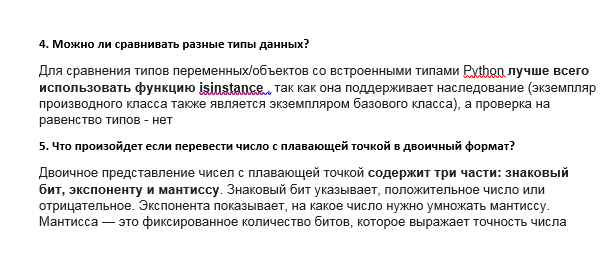 4. Можно ли сравнивать разные типы данных?
Для сравнения типов переменных/объектов со встроенными типами Python лучше всего
использовать функцию isinstance , так как она поддерживает наследование (экземпляр
производного класса также является экземпляром базового класса), а проверка на
равенство типов - нет
5. Что произойдет если перевести число с плавающей точкой в двоичный формат?
Двоичное представление чисел с плавающей точкой содержит три части: знаковый
бит, экспоненту и мантиссу. Знаковый бит указывает, положительное число или
отрицательное. Экспонента показывает, на какое число нужно умножать мантиссу.
Мантисса — это фиксированное количество битов, которое выражает точность числа